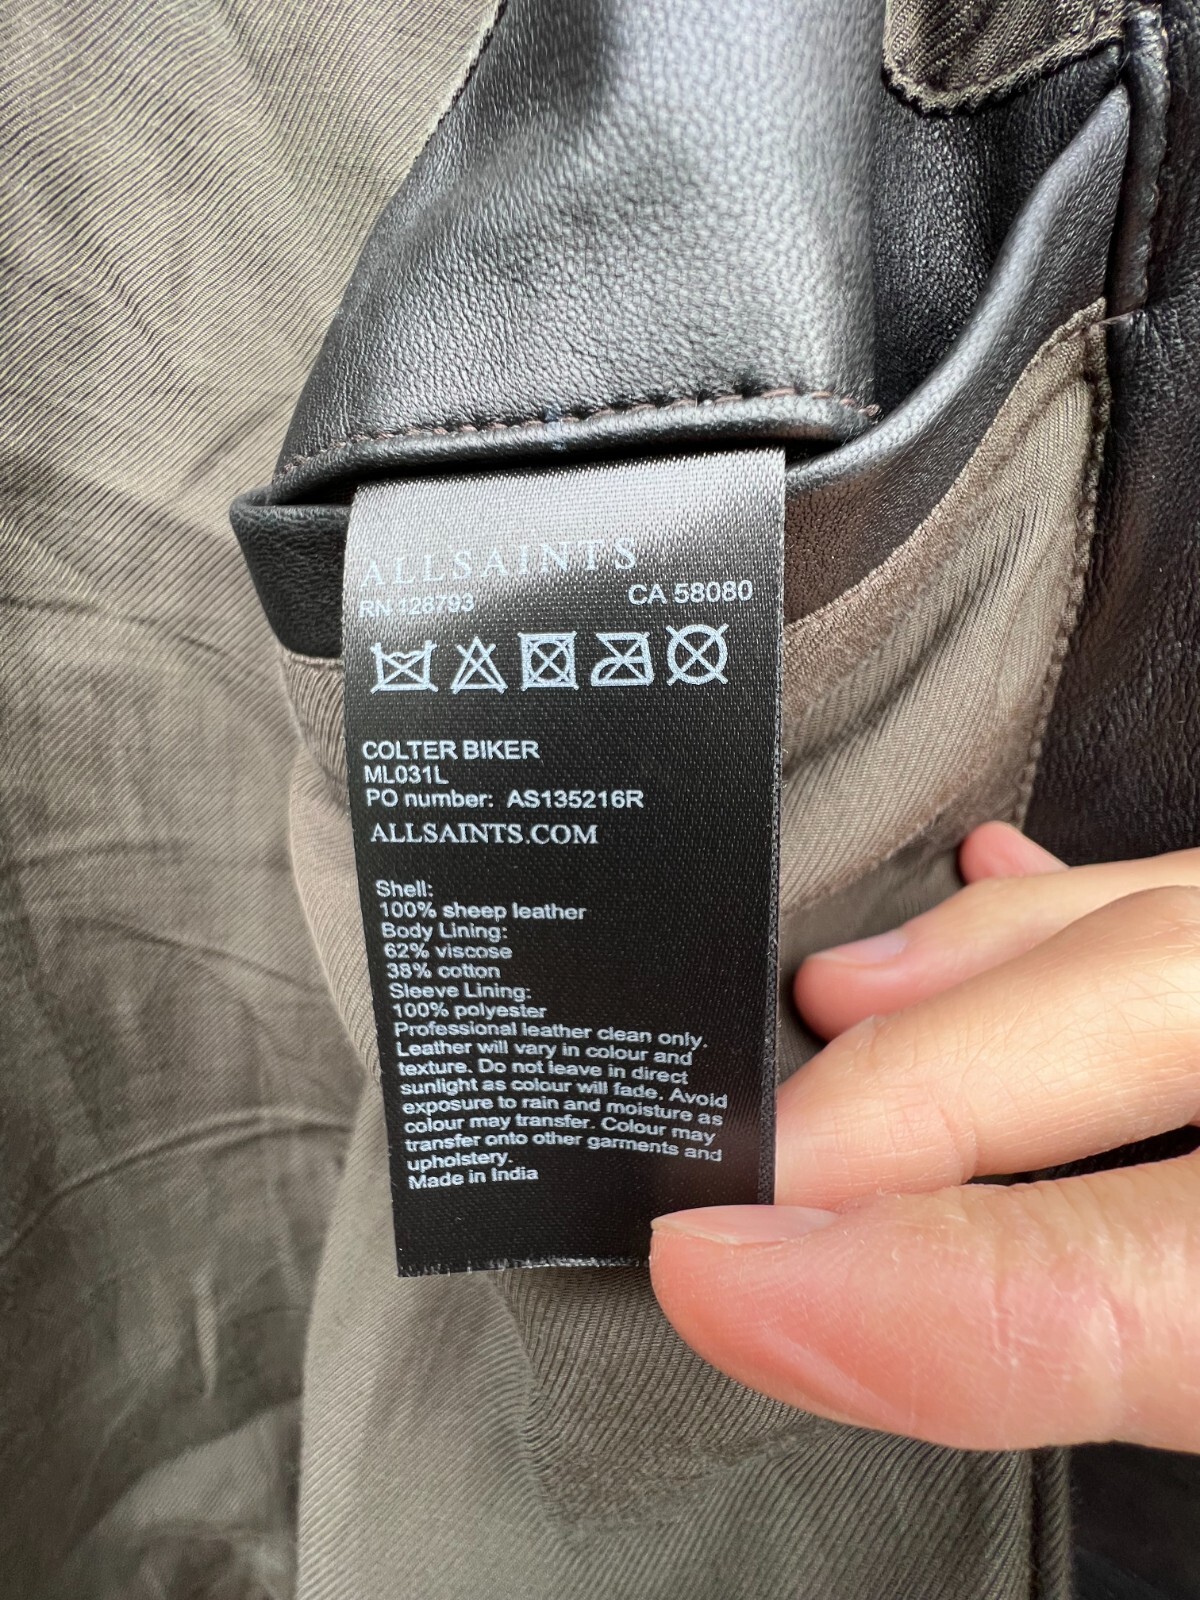 ALLSAINTS
RN 128793 CA 58080
COLTER BIKER
ML031L
PO number: AS135216R
ALLSAINTS.COM
Shell:
100% sheep leather
Body Lining:
62% viscose
38% cotton
Sleeve Lining:
100% polyester
Professional leather clean only.
Leather will vary in colour and
texture. Do not leave in direct
sunlight as colour will fade. Avoid
exposure to rain and moisture as
colour may transfer. Colour may
transfer onto other garments and
upholstery.
Made in India